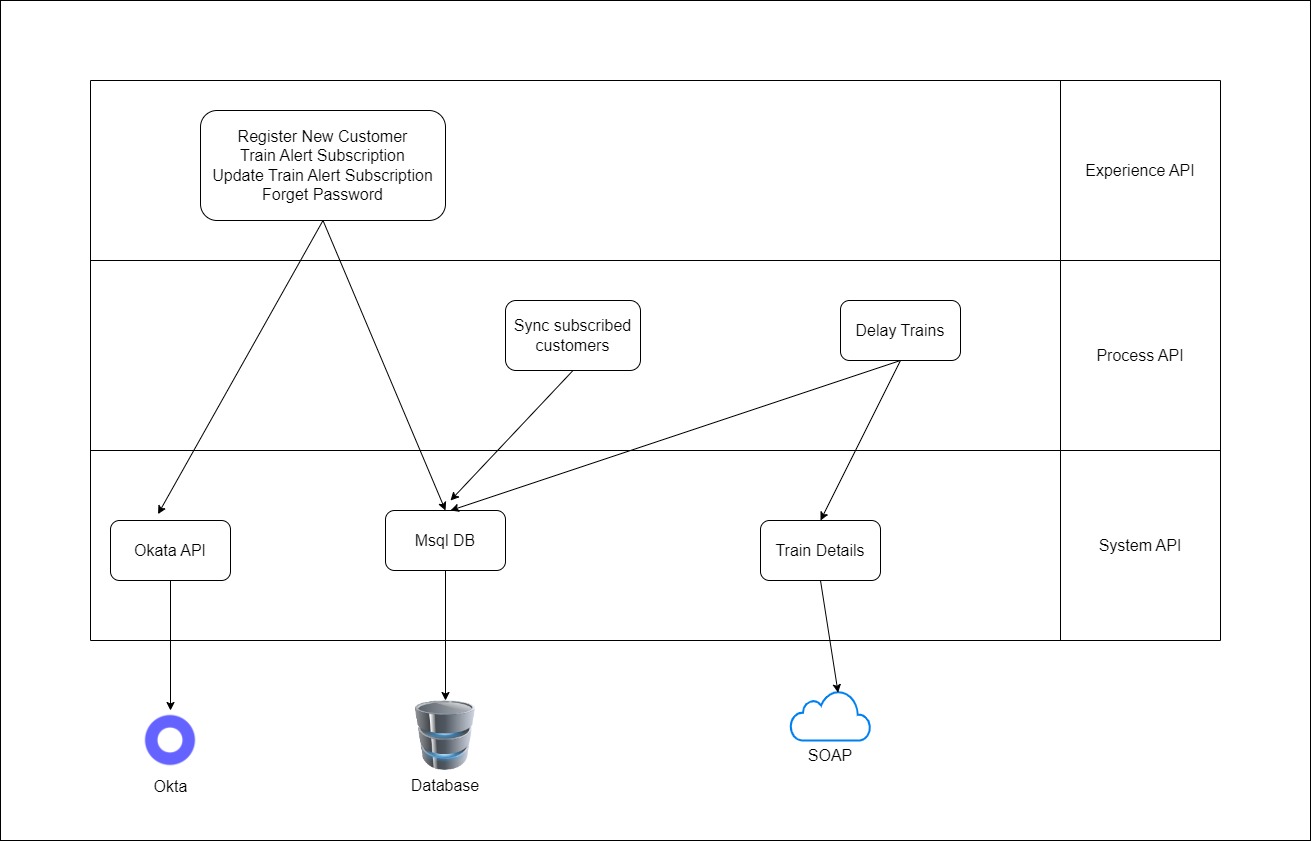 Register New Customer
Train Alert Subscription
Update Train Alert Subscription
Forget Password
Experience API
Sync subscribed
customers
Delay Trains
Process API
Okata API
Msql DB
Train Details
System API
Okta
Database
SOAP